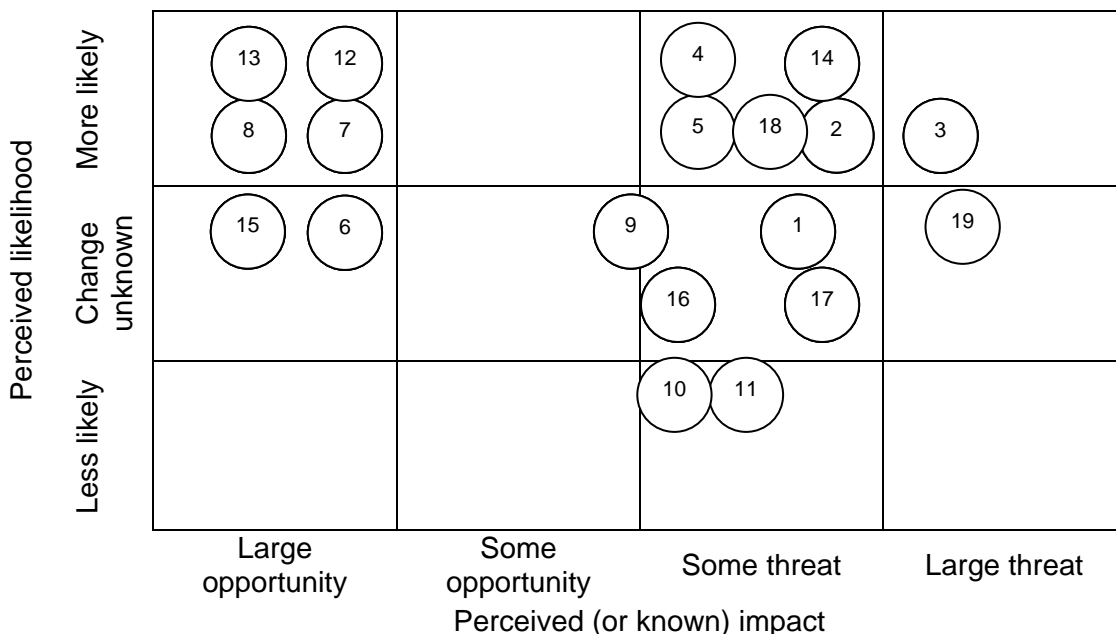 Perceived likelihood
More likely
13 12 4 14
8 7 5 18 2 3
Change
unknown
15 6 9 1 19
16 17
Less likely
10 11
Large
opportunity
Some
opportunity
Some threat
Large threat
Perceived (or known) impact